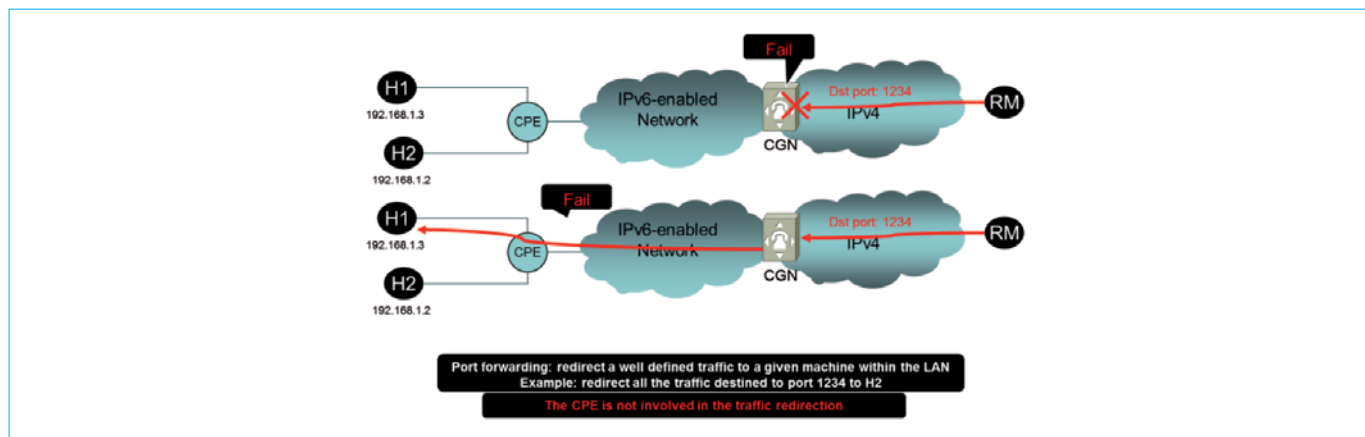 Fail
H1
192.168.1.3
CPE
H2
192.168.1.2
IPv6-enabled
Network
CGN
Dst port: 1234
IPv4
RM
Fail
H1
192.168.1.3
CPE
H2
192.168.1.2
IPv6-enabled
Network
CGN
Dst port: 1234
IPv4
RM
Port forwarding: redirect a well defined traffic to a given machine within the LAN
Example: redirect all the traffic destined to port 1234 to H2
The CPE is not involved in the traffic redirection